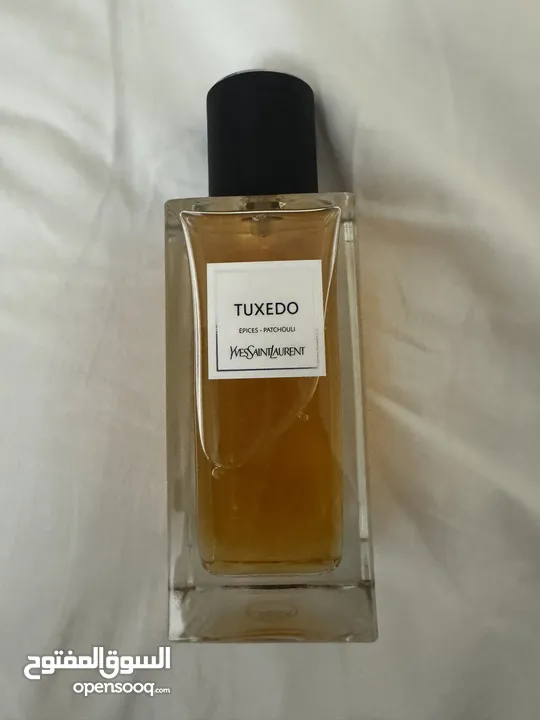 TUXEDO
EPICES - PATCHOULI
YVESSAINTLAURENT
السوق المفتوح
opensooq.com